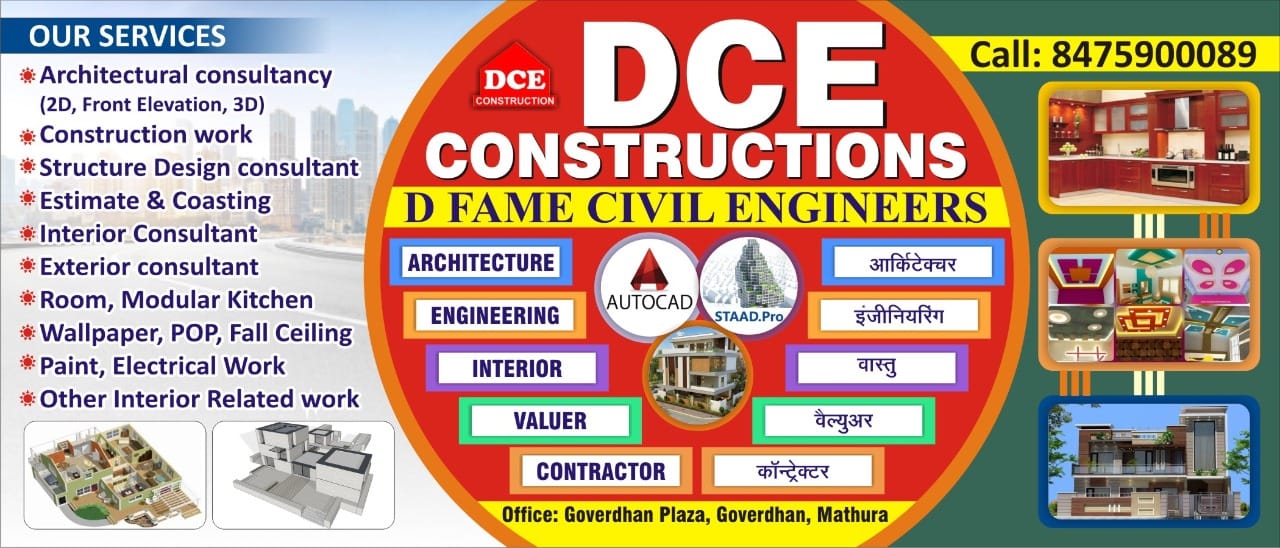 OUR SERVICES
Architectural consultancy
(2D, Front Elevation, 3D)
Construction work
Structure Design consultant
Estimate & Coasting
Interior Consultant
Exterior consultant
Room, Modular Kitchen
Wallpaper, POP, Fall Ceiling
Paint, Electrical Work
Other Interior Related work
DCE
CONSTRUCTION
DCE
CONSTRUCTIONS
D FAME CIVIL ENGINEERS
ARCHITECTURE
ENGINEERING
INTERIOR
VALUER
CONTRACTOR
AUTOCAD
STAAD.Pro
आर्किटेक्चर
इंजीनियरिंग
वास्तु
वैल्युअर
कॉन्ट्रेक्टर
Office: Goverdhan Plaza, Goverdhan, Mathura
Call: 8475900089